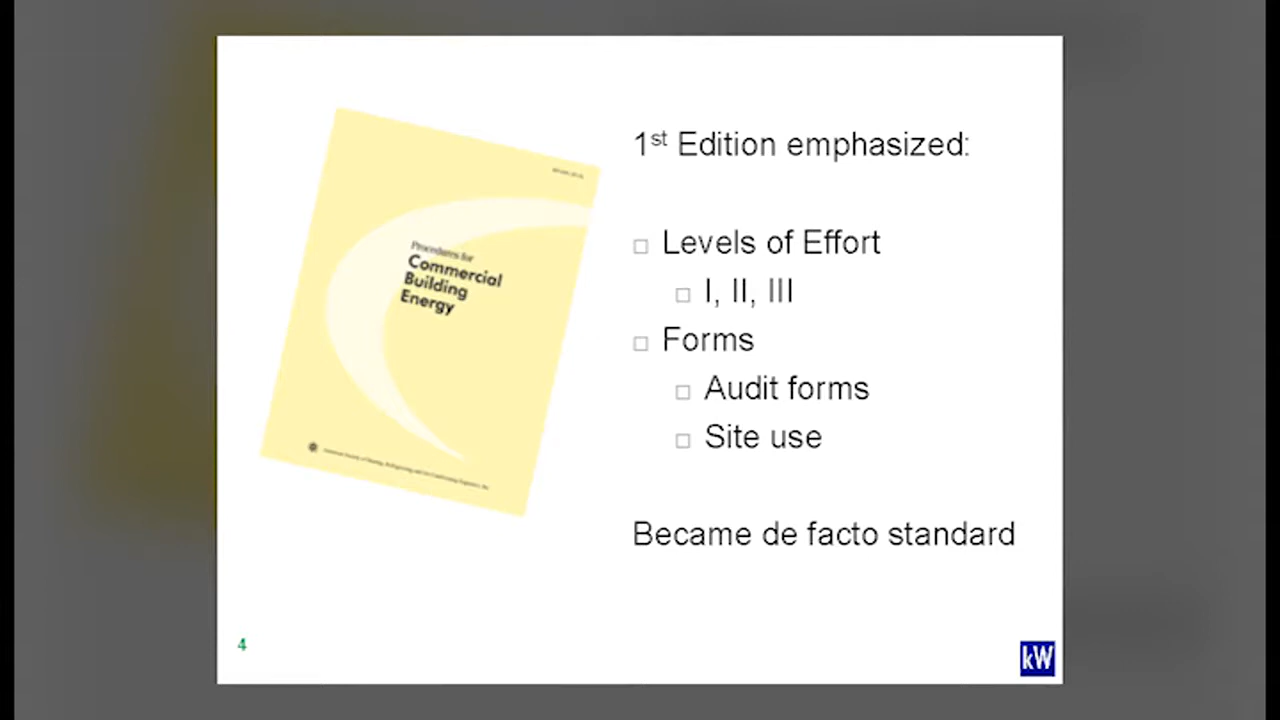 Procedures for
Commercial
Building
Energy
1st Edition emphasized:
Levels of Effort
I, II, III
Forms
Audit forms
Site use
Became de facto standard
4
kW